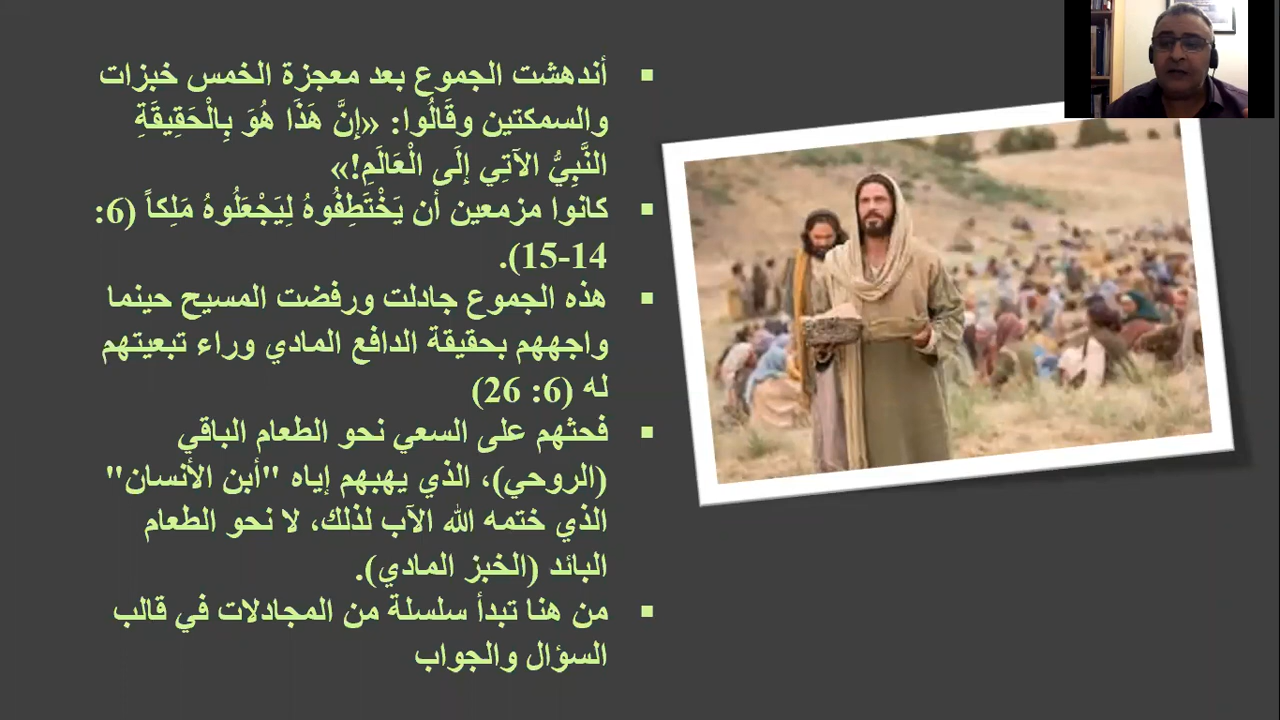 أندهشت الجموع بعد معجزة الخمس خبزات
والسمكتين وقَالُوا: «إِنَّ هَذَا هُوَ بِالْحَقِيقَةِ
النَّبِيُّ الآتِي إِلَى الْعَالَمِ!»
كانوا مزمعين أن يَخْتَطِفُوهُ لِيَجْعَلُوهُ مَلِكاً (6:
14-15).
هذه الجموع جادلت ورفضت المسيح حينما
واجههم بحقيقة الدافع المادي وراء تبعيتهم
له (6: 26)
فحثهم على السعي نحو الطعام الباقي
(الروحي)، الذي يهبهم إياه "أبن الأنسان"
الذي ختمه الله الآب لذلك، لا نحو الطعام
البائد (الخبز المادي).
من هنا تبدأ سلسلة من المجادلات في قالب
السؤال والجواب